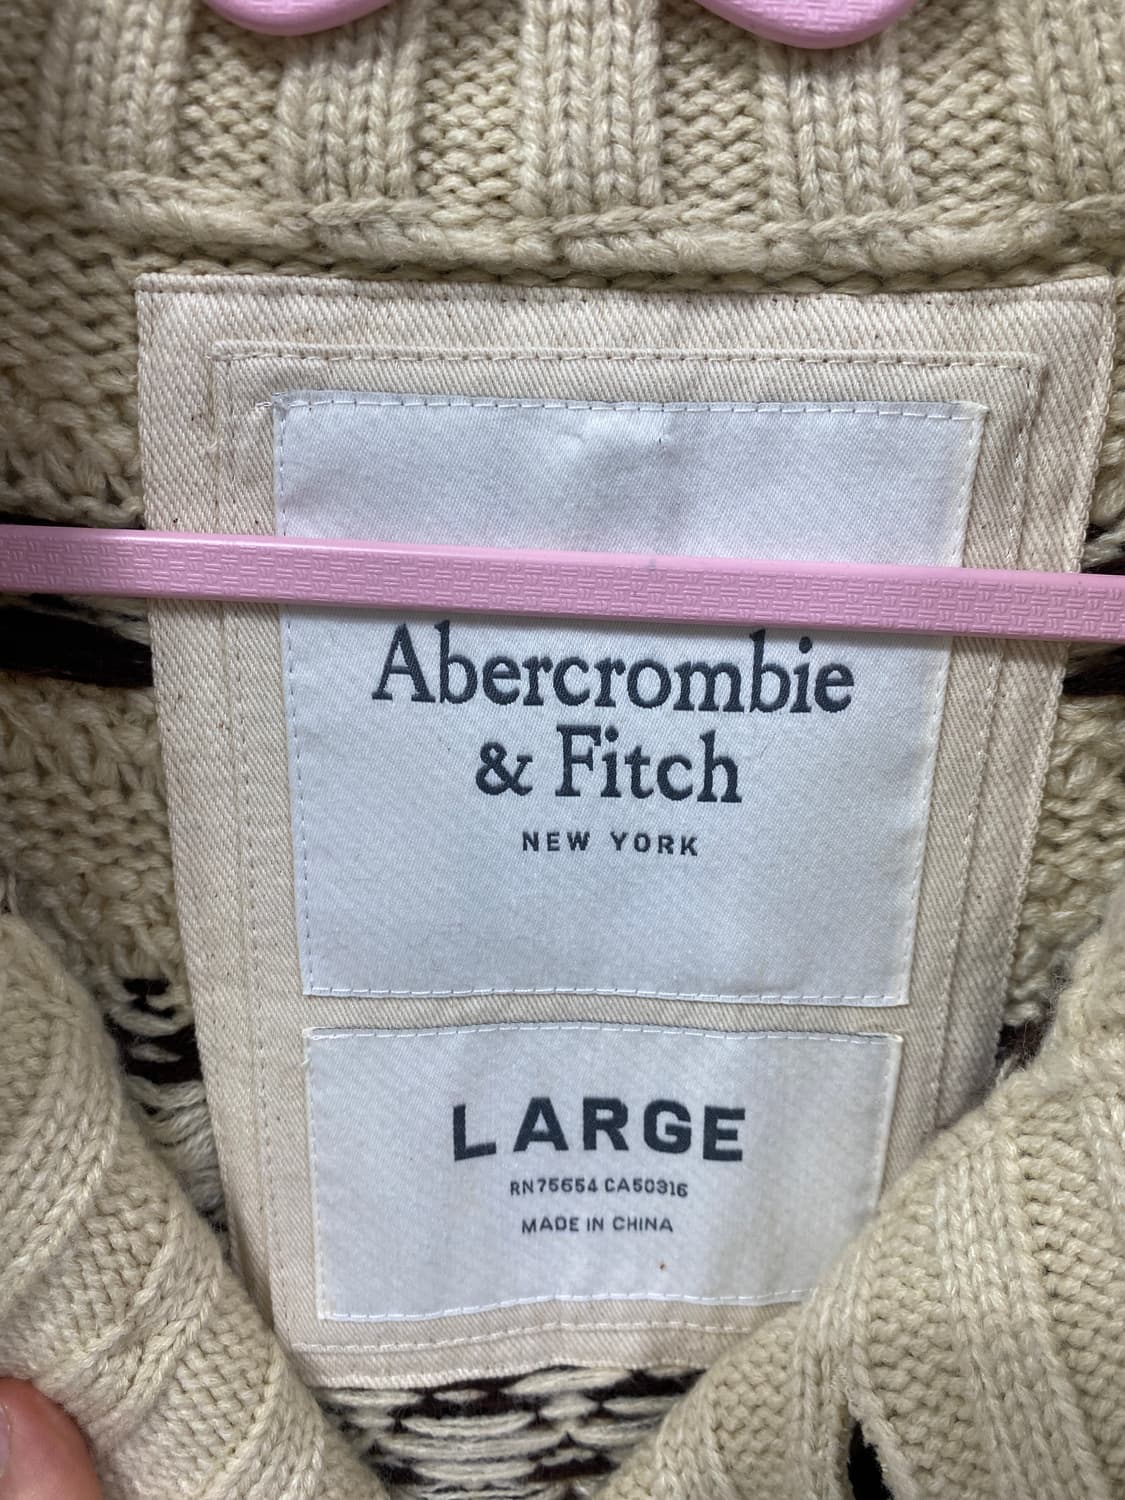 Abercrombie
& Fitch
NEW YORK
LARGE
RN75654 CA50316
MADE IN CHINA